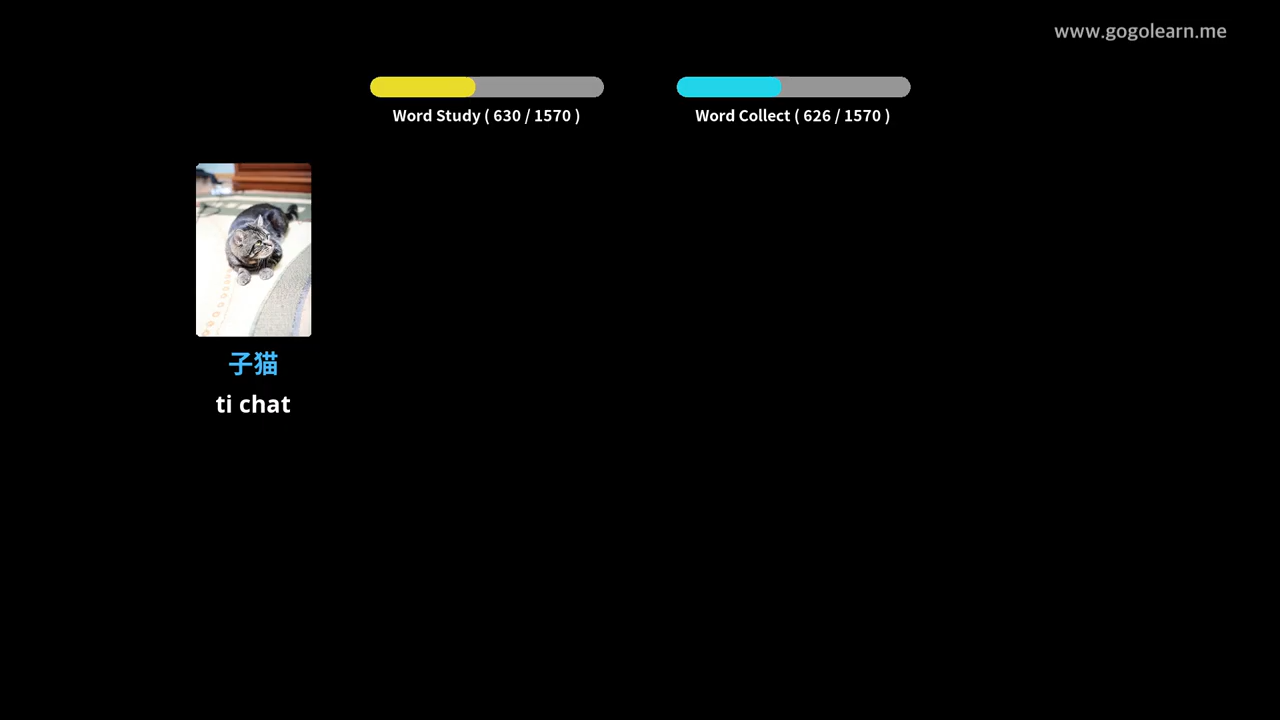 www.gogolearn.me
Word Study ( 630 / 1570 )
Word Collect ( 626 / 1570 )
子猫
ti chat